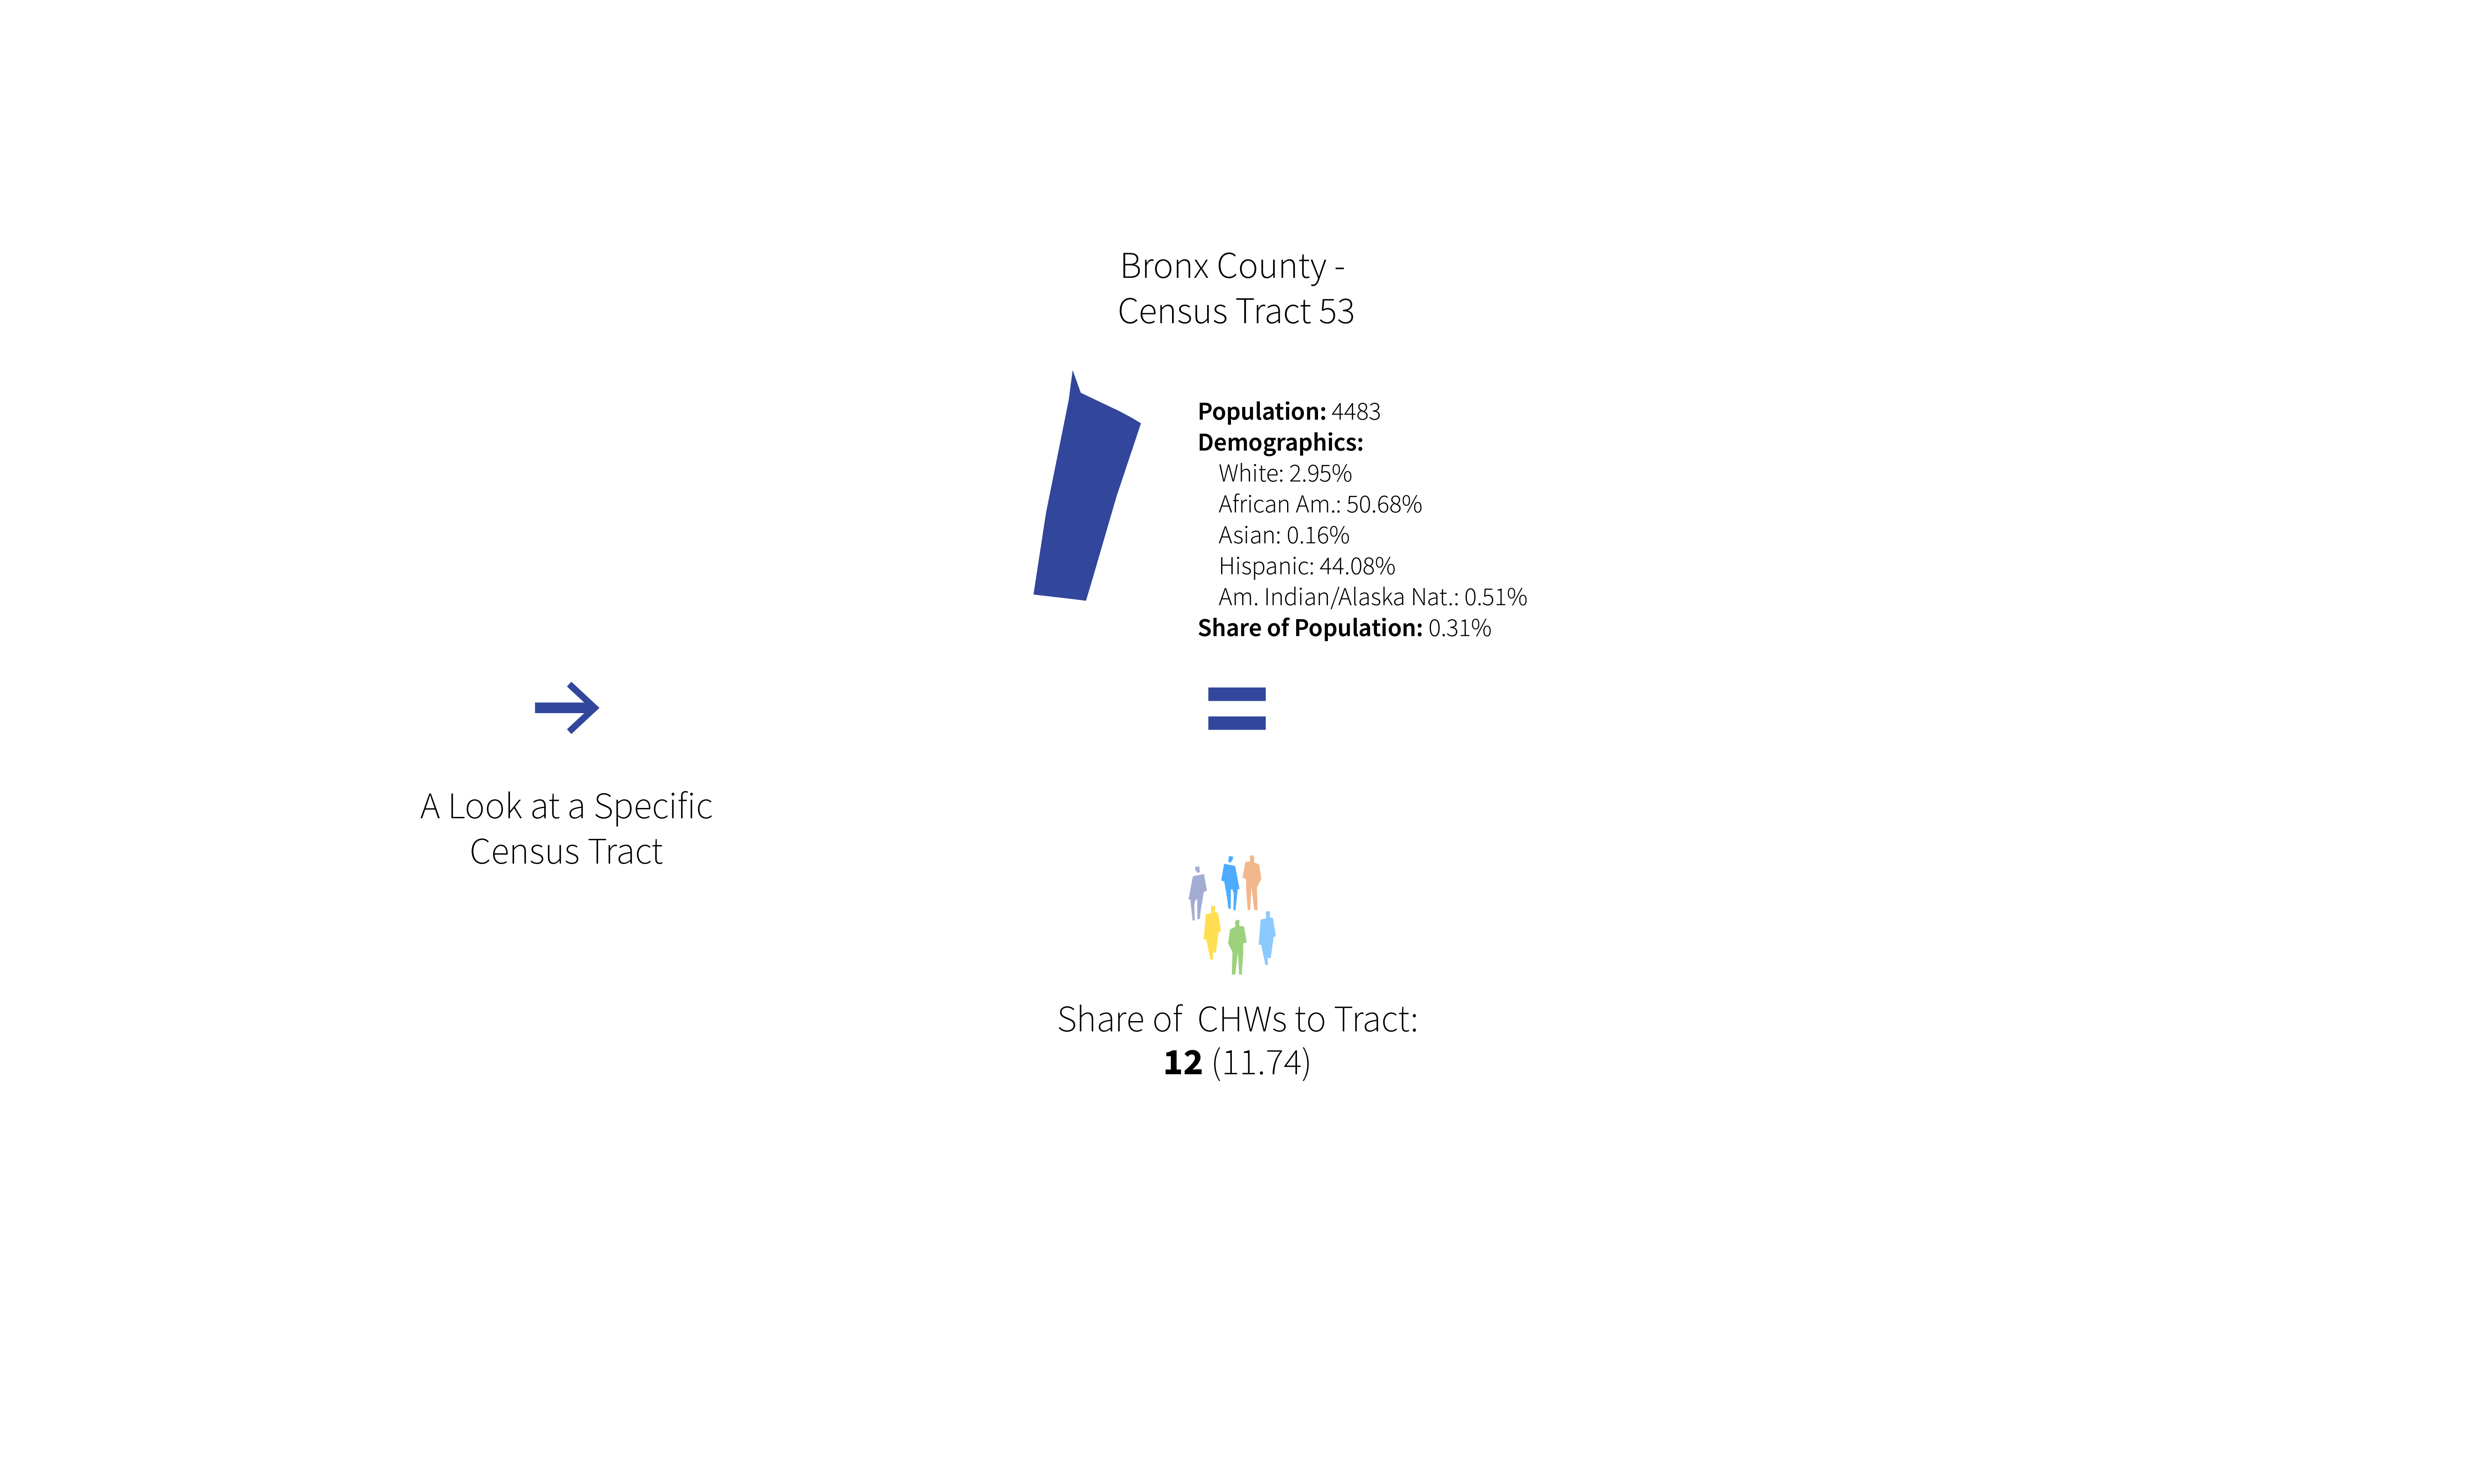 Bronx County -
Census Tract 53
Population: 4483
Demographics:
White: 2.95%
African Am.: 50.68%
Asian: 0.16%
Hispanic: 44.08%
Am. Indian/Alaska Nat.: 0.51%
Share of Population: 0.31%
A Look at a Specific
Census Tract
Share of CHWs to Tract:
12 (11.74)